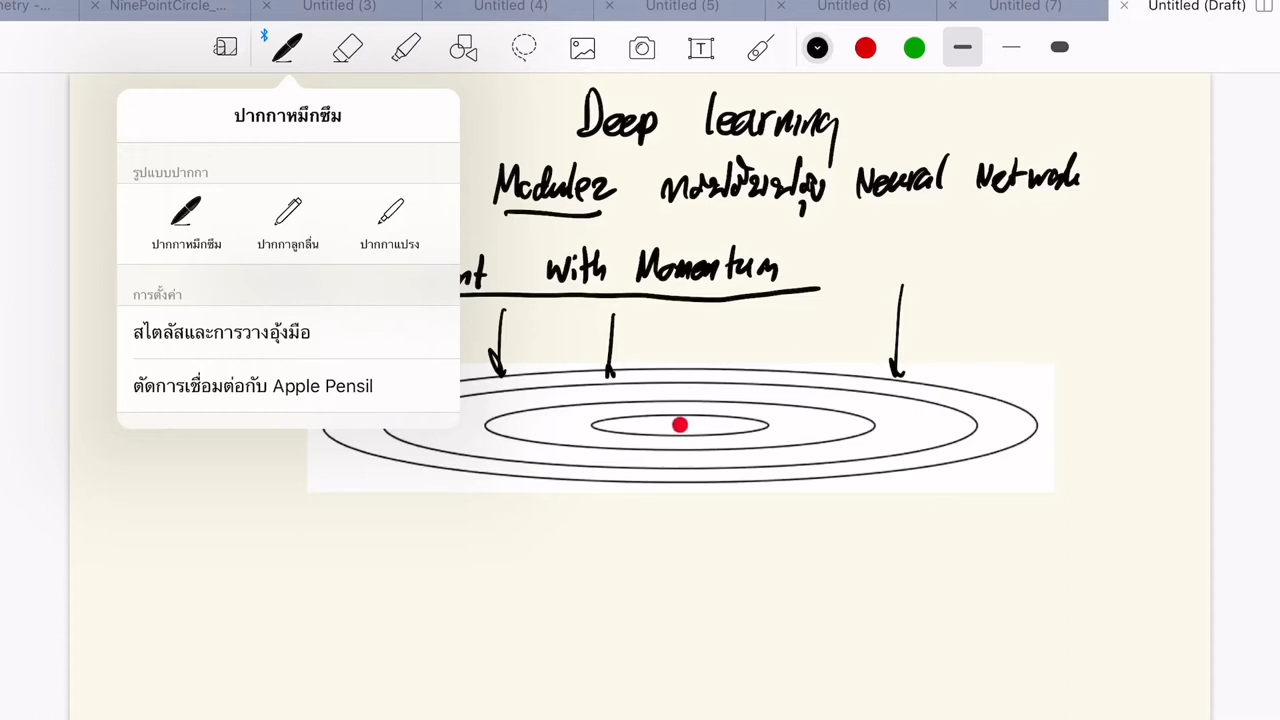 etry -... × NinePointCircle_... × Untitled (3) × Untitled (4) × Untitled (5) × Untitled (6) × Untitled (7) × Untitled (Draft)
ปากกาหมึกซึม
รูปแบบปากกา
ปากกาหมึกซึม ปากกาลูกลื่น ปากกาแปรง
การตั้งค่า
สไตลัสและการวางอุ้งมือ
ตัดการเชื่อมต่อกับ Apple Pensil
Deep learning
Module2 Neural Network
nt with Momentum